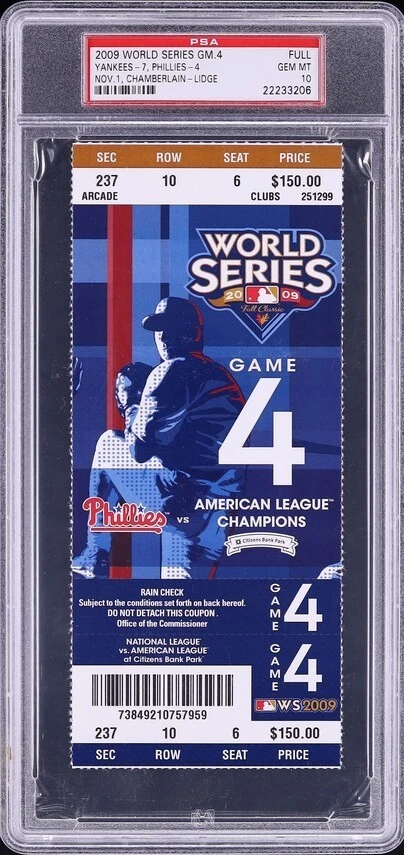 PSA
2009 WORLD SERIES GM.4 FULL
YANKEES-7, PHILLIES-4 GEM MT
NOV.1, CHAMBERLAIN-LIDGE 10
22233206
SEC ROW SEAT PRICE
237 10 6 $150.00
ARCADE CLUBS 251299
WORLD
SERIES
20 09
Fall Classic
GAME
4
Phillies vs AMERICAN LEAGUE™
CHAMPIONS
Citizens Bank Park
RAIN CHECK
Subject to the conditions set forth on back hereof.
DO NOT DETACH THIS COUPON.
Office of the Commissioner
NATIONAL LEAGUE™
vs. AMERICAN LEAGUE™
at Citizens Bank Park™
GAME 4
GAME 4
WS2009
73849210757959
237 10 6 $150.00
SEC ROW SEAT PRICE